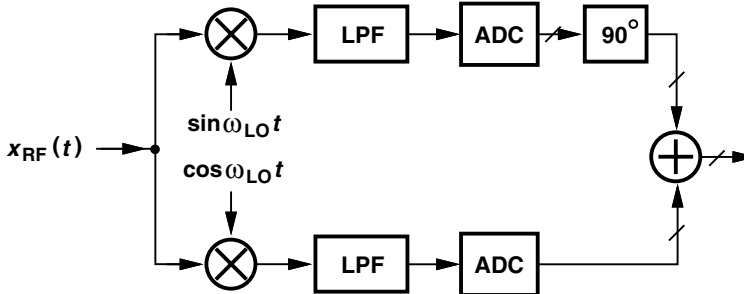 LPF
ADC
90°
sin ω_LO t
x_RF (t)
cos ω_LO t
LPF
ADC